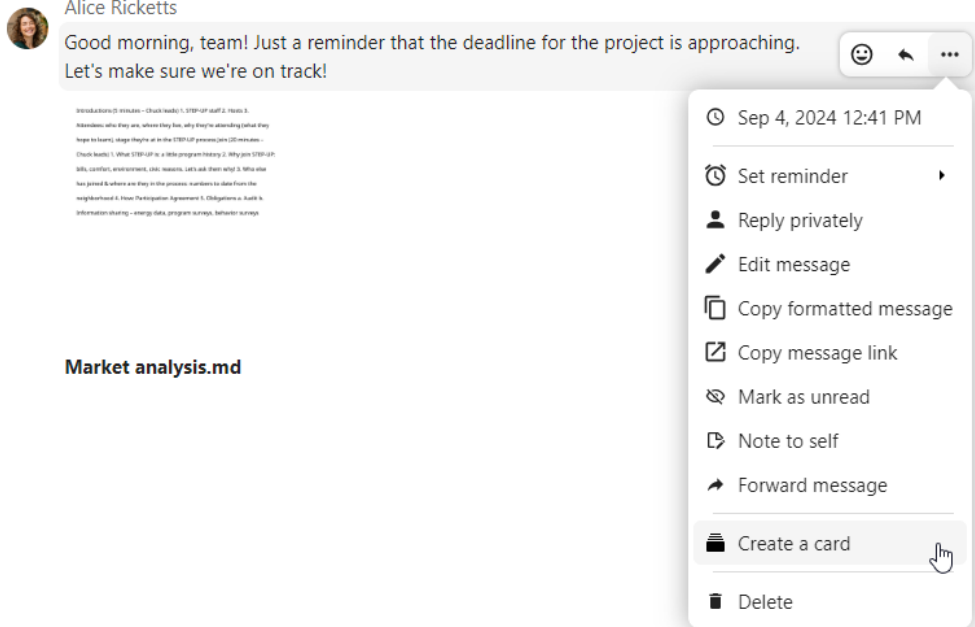 Alice Ricketts
Good morning, team! Just a reminder that the deadline for the project is approaching.
Let's make sure we're on track!
Introductions (5 minutes – Chuck leads) 1. STEP-UP staff 2. Hosts 3.
Attendees: who they are, where they live, why they're attending (what they
hope to learn), stage they're at in the STEP-UP process Join (20 minutes –
Chuck leads) 1. What STEP-UP is: a little program history 2. Why join STEP-UP:
bills, comfort, environment, civic reasons. Let's ask them why! 3. Who else
has joined & where are they in the process: numbers to date from the
neighborhood 4. How: Participation Agreement 5. Obligations a. Audit b.
Information sharing – energy data, program surveys, behavior surveys
Market analysis.md
Sep 4, 2024 12:41 PM
Set reminder
Reply privately
Edit message
Copy formatted message
Copy message link
Mark as unread
Note to self
Forward message
Create a card
Delete